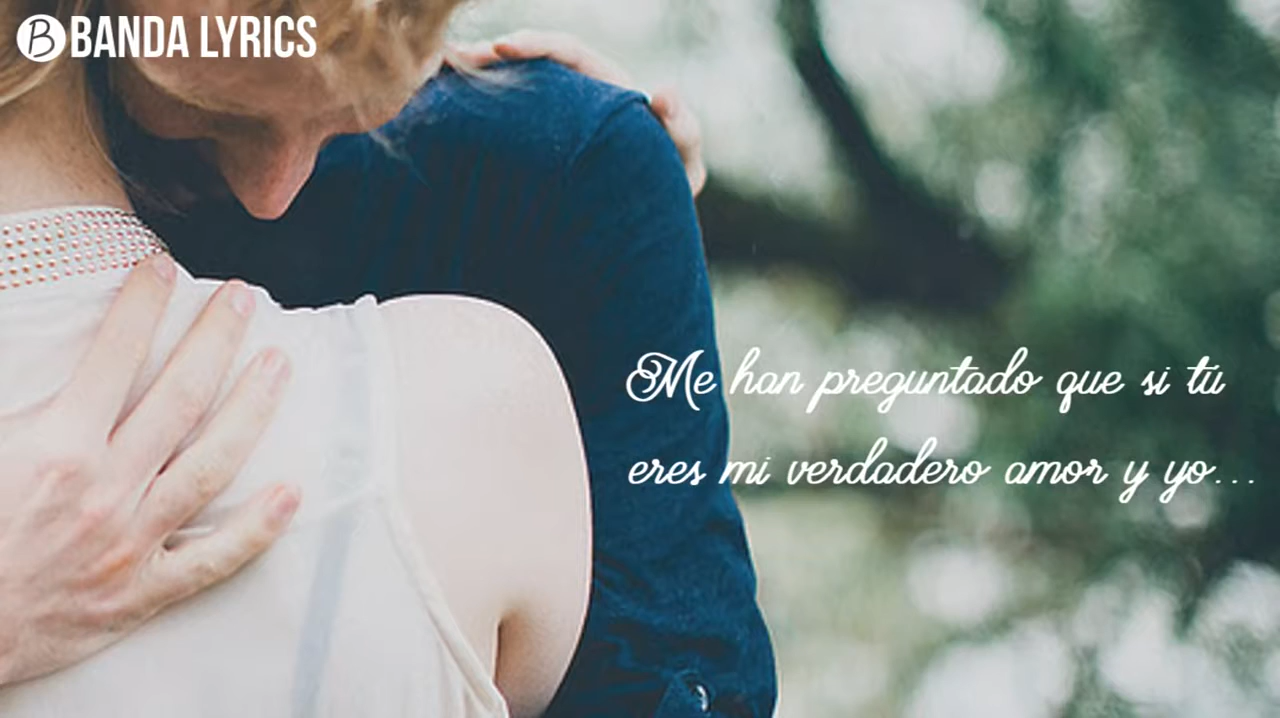 B BANDA LYRICS
Me han preguntado que si tú
eres mi verdadero amor y yo...